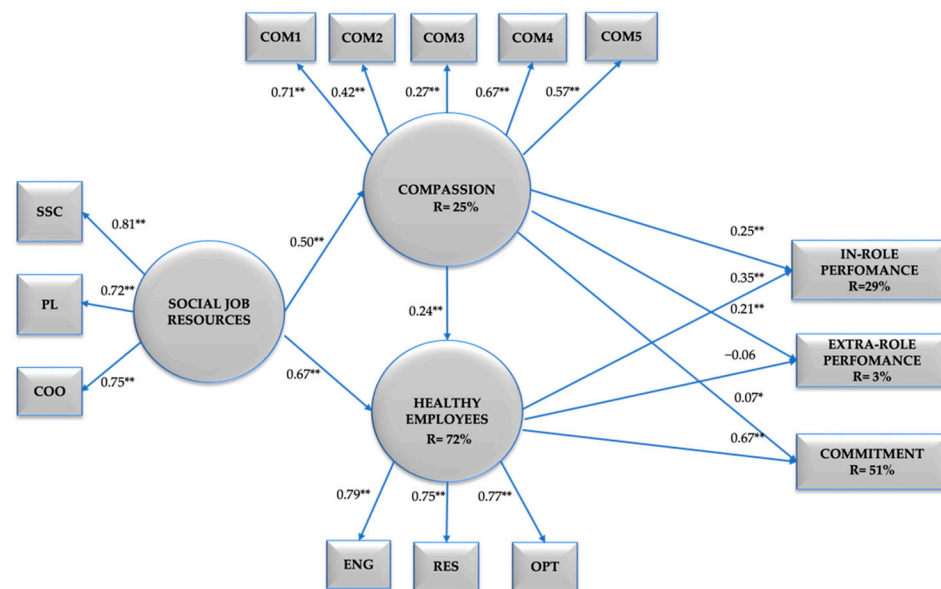 COM1
COM2
COM3
COM4
COM5
0.71**
0.42**
0.27**
0.67**
0.57**
COMPASSION
R= 25%
SSC
0.81**
PL
0.72**
COO
0.75**
SOCIAL JOB
RESOURCES
0.50**
0.67**
0.24**
HEALTHY
EMPLOYEES
R= 72%
0.25**
0.35**
0.21**
−0.06
0.07*
0.67**
IN-ROLE
PERFOMANCE
R=29%
EXTRA-ROLE
PERFOMANCE
R= 3%
COMMITMENT
R= 51%
0.79**
0.75**
0.77**
ENG
RES
OPT